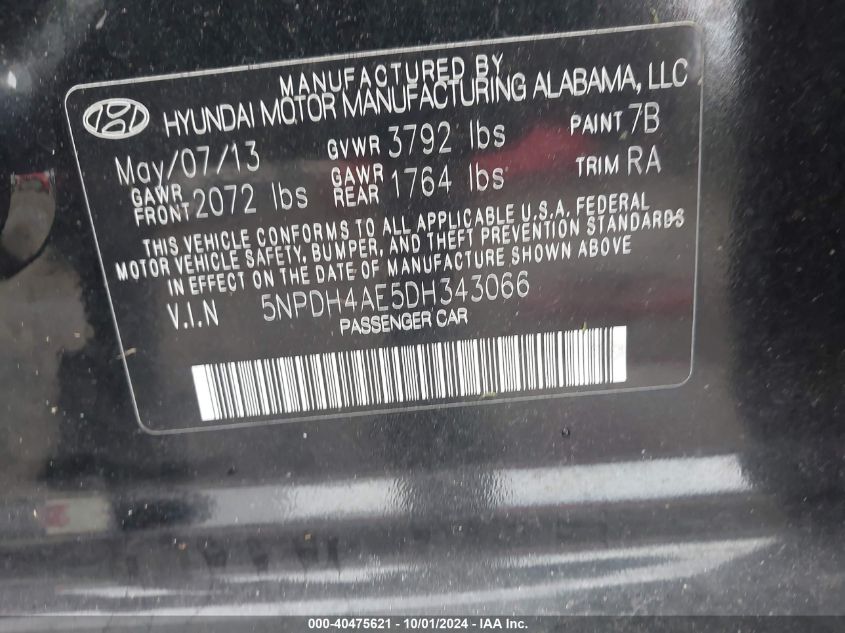 MANUFACTURED BY
HYUNDAI MOTOR MANUFACTURING ALABAMA, LLC
May/07/13 GVWR 3792 lbs PAINT 7B
GAWR FRONT 2072 lbs GAWR REAR 1764 lbs TRIM RA
THIS VEHICLE CONFORMS TO ALL APPLICABLE U.S.A. FEDERAL
MOTOR VEHICLE SAFETY, BUMPER, AND THEFT PREVENTION STANDARDS
IN EFFECT ON THE DATE OF MANUFACTURE SHOWN ABOVE
V.I.N 5NPDH4AE5DH343066
PASSENGER CAR
000-40475621 - 10/01/2024 - IAA Inc.